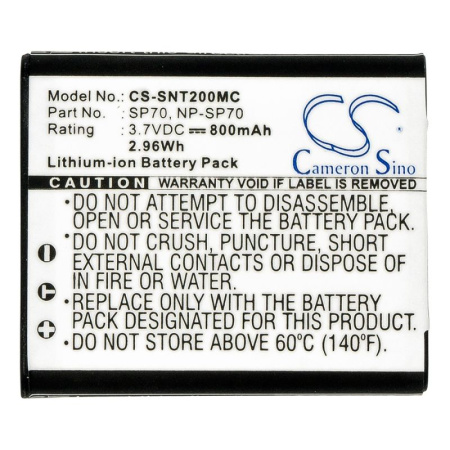 Model No.: CS-SNT200MC
Part No.: SP70, NP-SP70
Rating : 3.7VDC ⎓ 800mAh
2.96Wh
Lithium-ion Battery Pack
CS
Cameron Sino
CAUTION WARRANTY VOID IF LABEL IS REMOVED
•DO NOT ATTEMPT TO DISASSEMBLE, OPEN OR SERVICE THE BATTERY PACK.
•DO NOT CRUSH, PUNCTURE, SHORT EXTERNAL CONTACTS OR DISPOSE OF IN FIRE OR WATER.
•REPLACE ONLY WITH THE BATTERY PACK DESIGNATED FOR THE PRODUCT.
•DO NOT STORE ABOVE 60°C (140°F)
- C +